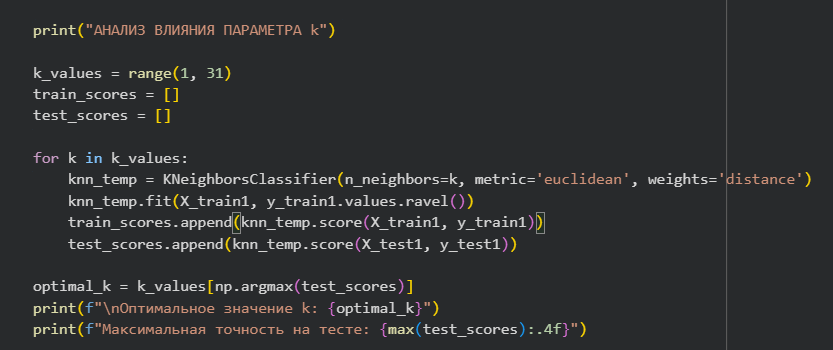 print("АНАЛИЗ ВЛИЯНИЯ ПАРАМЕТРА k")
k_values = range(1, 31)
train_scores = []
test_scores = []
for k in k_values:
    knn_temp = KNeighborsClassifier(n_neighbors=k, metric='euclidean', weights='distance')
    knn_temp.fit(X_train1, y_train1.values.ravel())
    train_scores.append(knn_temp.score(X_train1, y_train1))
    test_scores.append(knn_temp.score(X_test1, y_test1))
optimal_k = k_values[np.argmax(test_scores)]
print(f"\nОптимальное значение k: {optimal_k}")
print(f"Максимальная точность на тесте: {max(test_scores):.4f}")